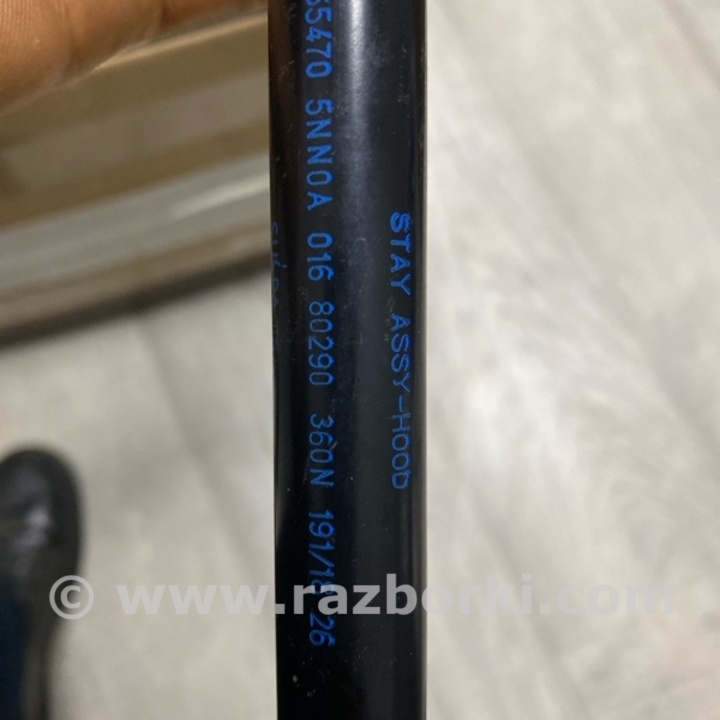 65470 5NN0A 016 80290 360N 191/18 26
STAY ASSY-HOOD
© www.razborki.com